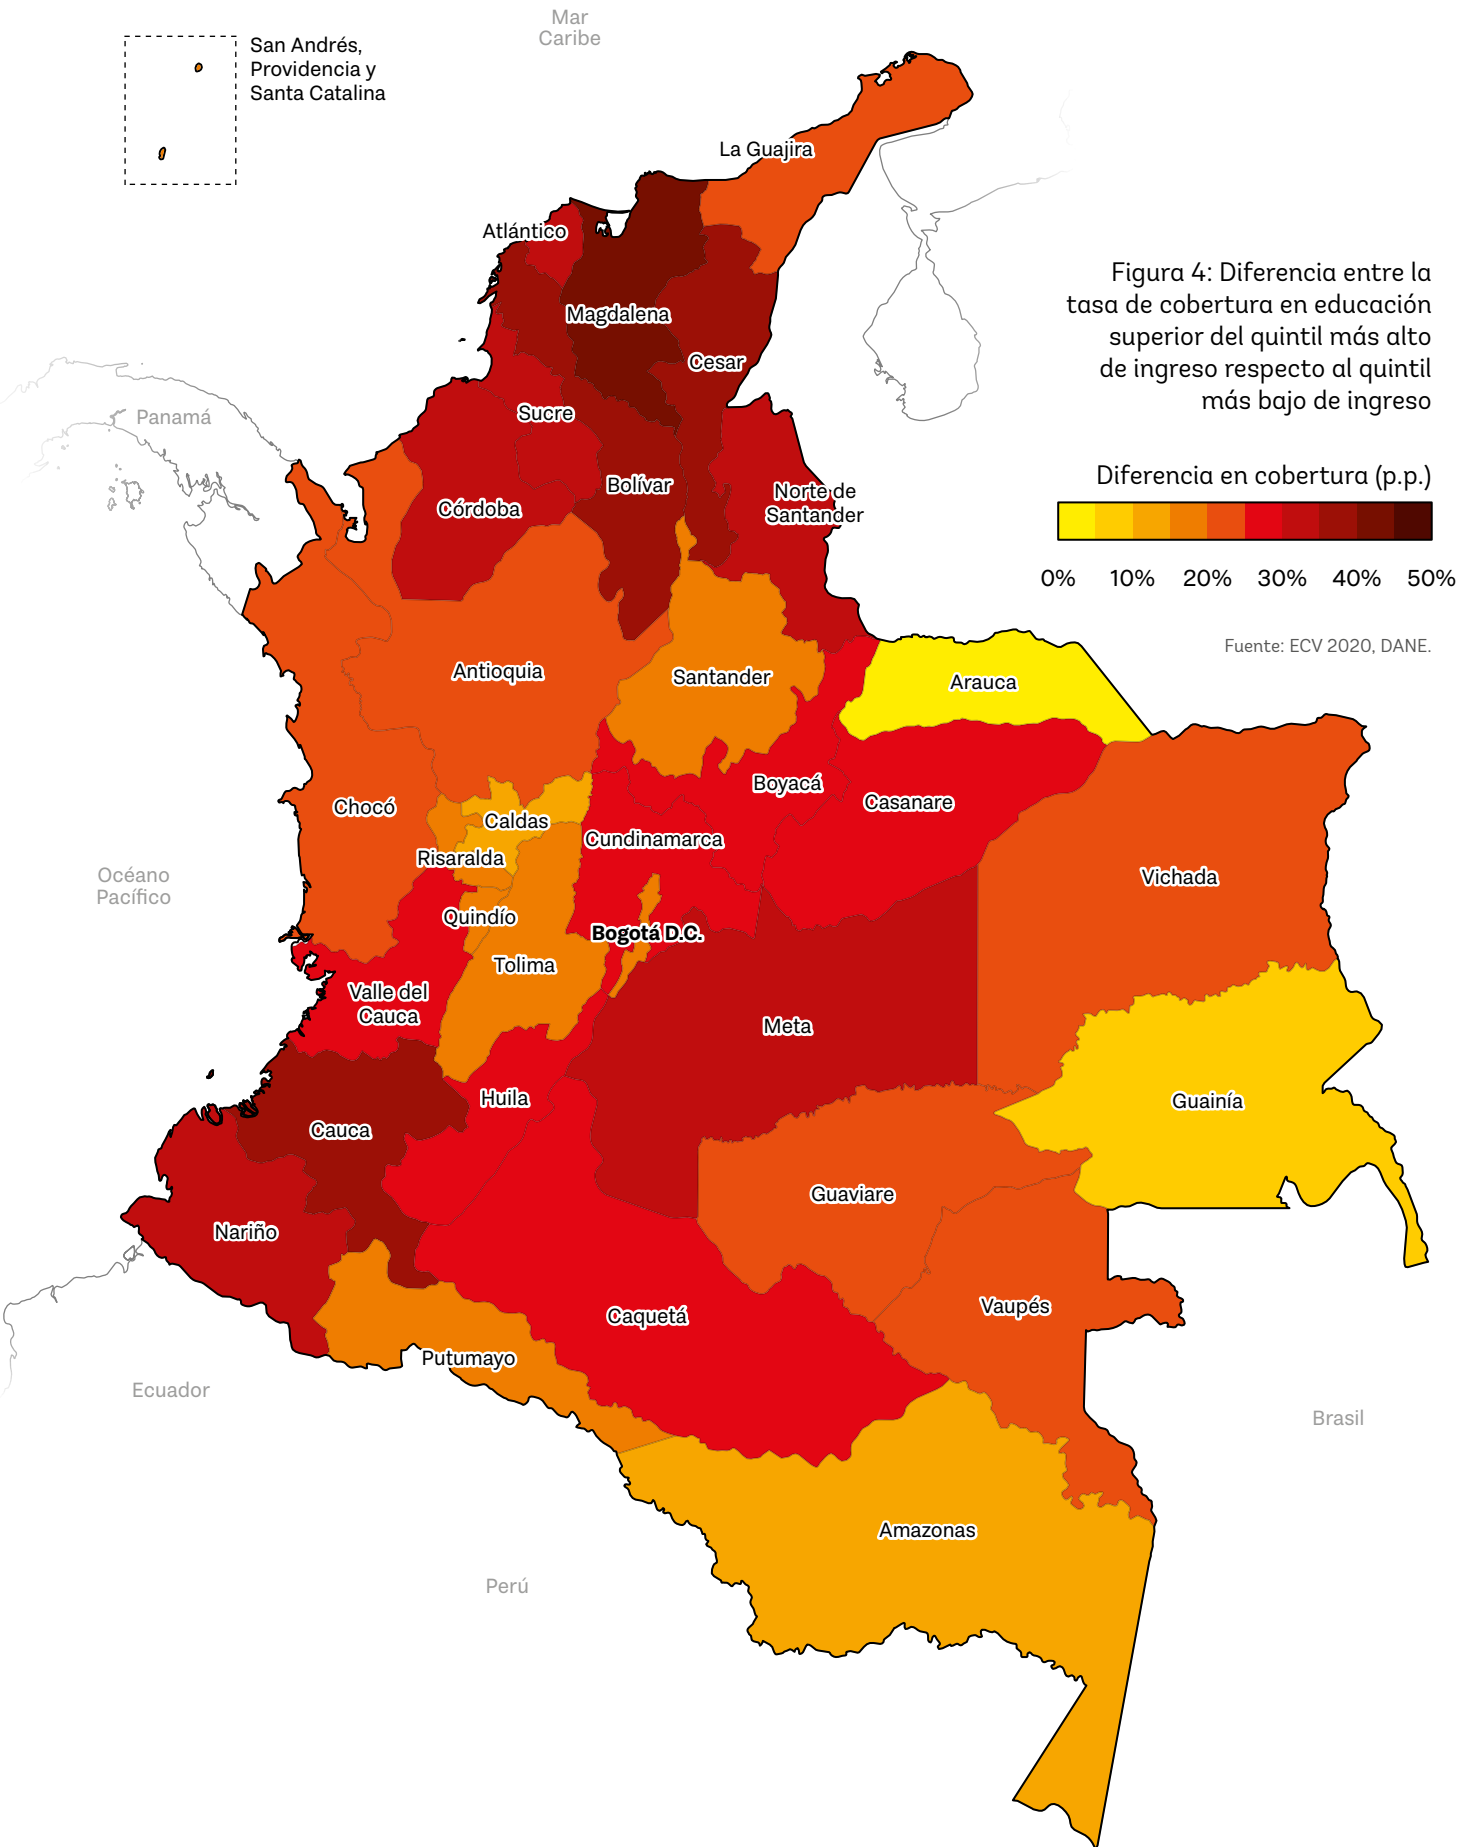 Mar
Caribe
San Andrés,
Providencia y
Santa Catalina
La Guajira
Atlántico
Figura 4: Diferencia entre la
tasa de cobertura en educación
superior del quintil más alto
de ingreso respecto al quintil
más bajo de ingreso
Magdalena
Cesar
Panamá
Sucre
Diferencia en cobertura (p.p.)
0% 10% 20% 30% 40% 50%
Bolívar
Norte de
Santander
Córdoba
Fuente: ECV 2020, DANE.
Antioquia
Santander
Arauca
Boyacá
Casanare
Chocó
Caldas
Cundinamarca
Risaralda
Océano
Pacífico
Vichada
Quindío
Bogotá D.C.
Tolima
Valle del
Cauca
Meta
Huila
Guainía
Cauca
Guaviare
Nariño
Vaupés
Caquetá
Putumayo
Ecuador
Brasil
Amazonas
Perú